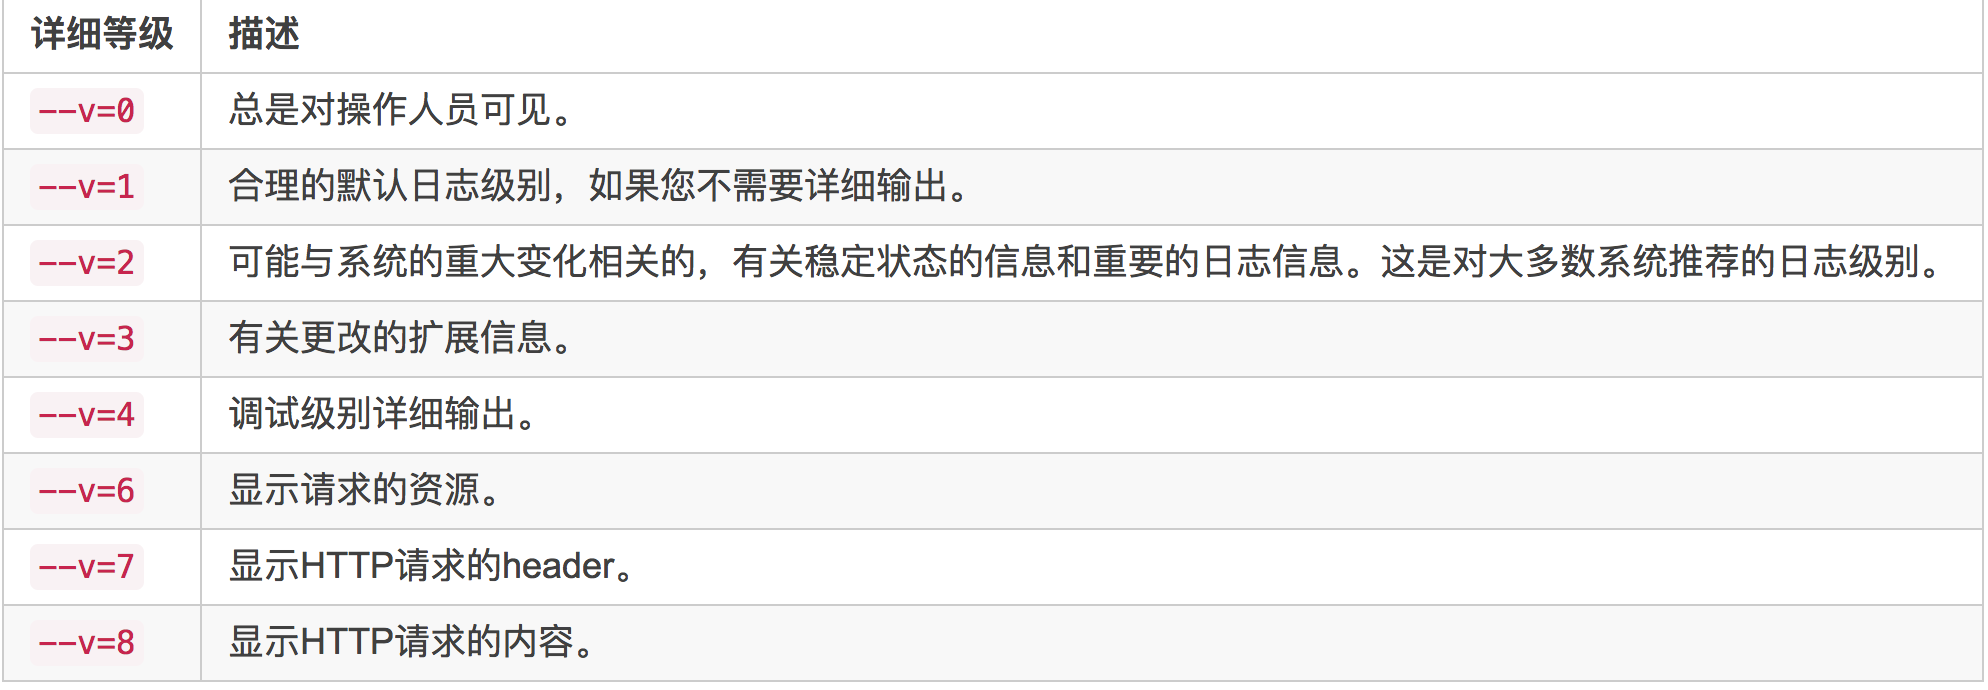 详细等级 描述
--v=0 总是对操作人员可见。
--v=1 合理的默认日志级别，如果您不需要详细输出。
--v=2 可能与系统的重大变化相关的，有关稳定状态的信息和重要的日志信息。这是对大多数系统推荐的日志级别。
--v=3 有关更改的扩展信息。
--v=4 调试级别详细输出。
--v=6 显示请求的资源。
--v=7 显示HTTP请求的header。
--v=8 显示HTTP请求的内容。